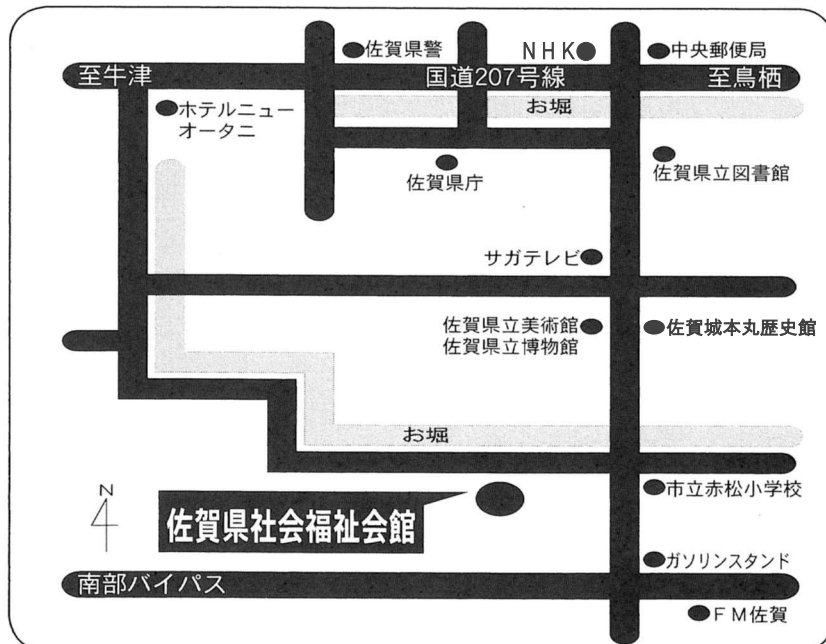 佐賀県警
NHK
中央郵便局
至牛津
国道207号線
至鳥栖
ホテルニュー
オータニ
お堀
佐賀県庁
佐賀県立図書館
サガテレビ
佐賀県立美術館
佐賀県立博物館
佐賀城本丸歴史館
お堀
N
佐賀県社会福祉会館
市立赤松小学校
ガソリンスタンド
南部バイパス
FM佐賀